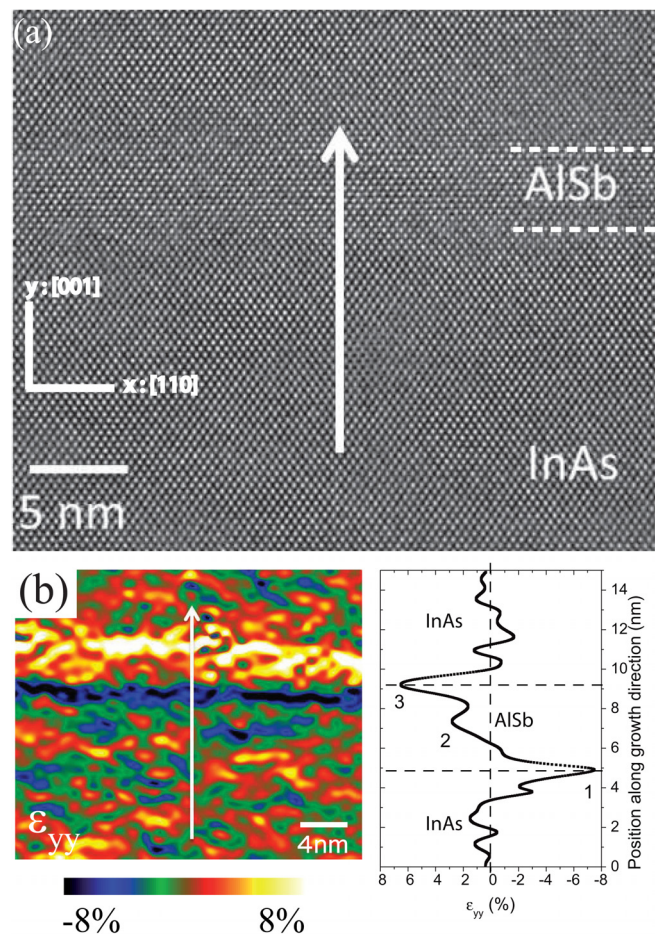 (a)
AlSb
y:[001]
x:[110]
InAs
5 nm
(b)
εyy
4nm
-8%
8%
InAs
3
AlSb
2
1
InAs
14
12
10
8
6
4
2
0
Position along growth direction (nm)
8 6 4 2 0 -2 -4 -6 -8
εyy (%)